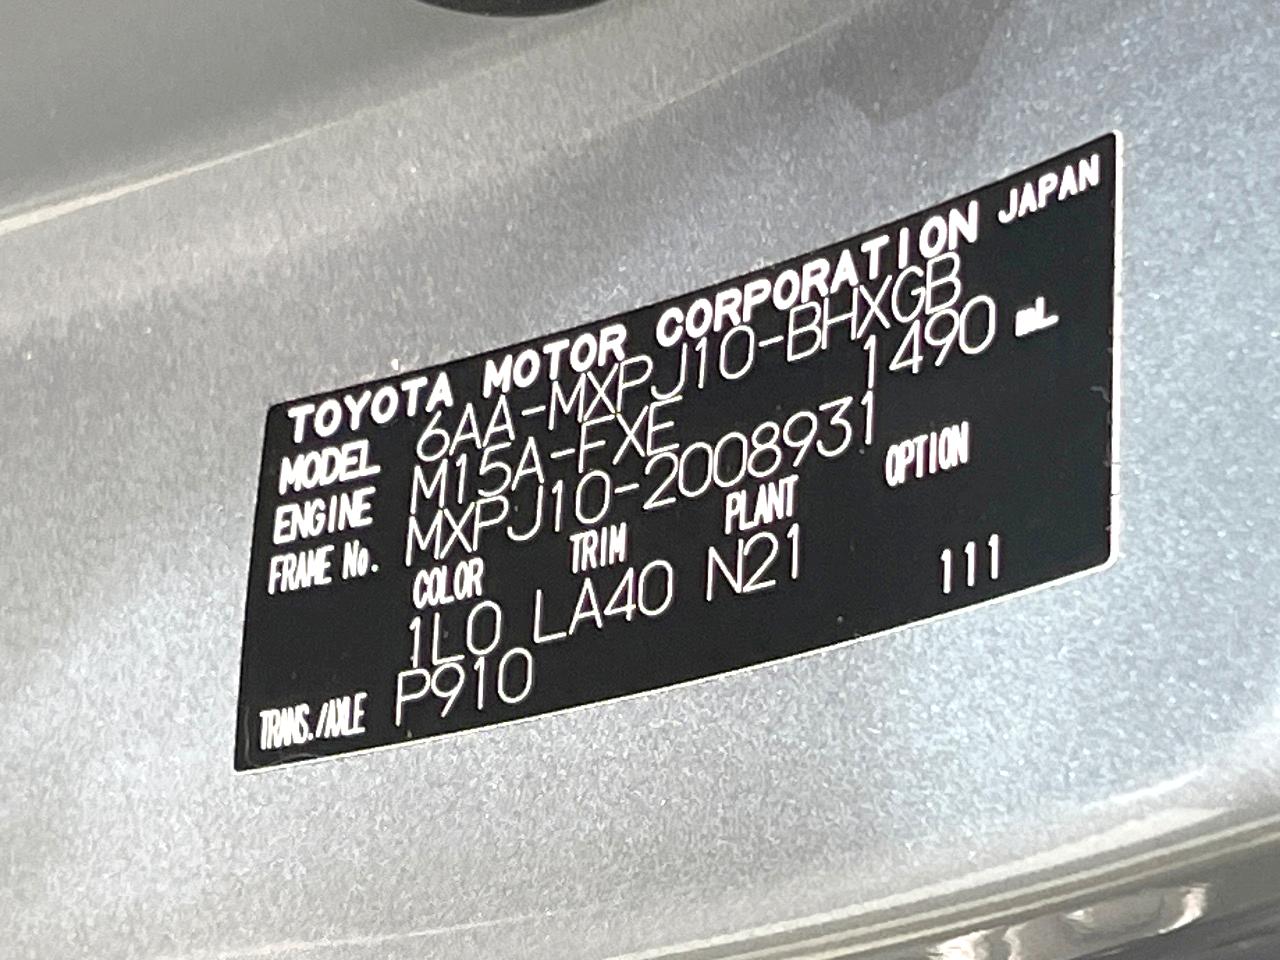 TOYOTA MOTOR CORPORATION JAPAN
MODEL 6AA-MXPJ10-BHXGB
ENGINE M15A-FXE 1490 mL
FRAME No. MXPJ10-2008931
COLOR TRIM PLANT OPTION
1L0 LA40 N21 111
TRANS./AXLE P910